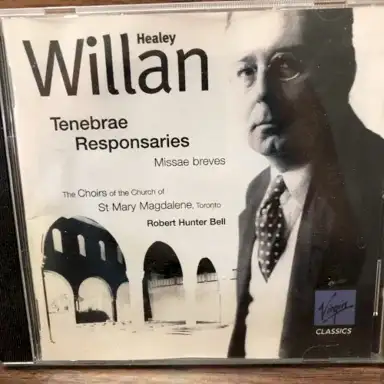 Healey
Willan
Tenebrae
Responsaries
Missae breves
The Choirs of the Church of
St Mary Magdalene, Toronto
Robert Hunter Bell
Virgin
CLASSICS